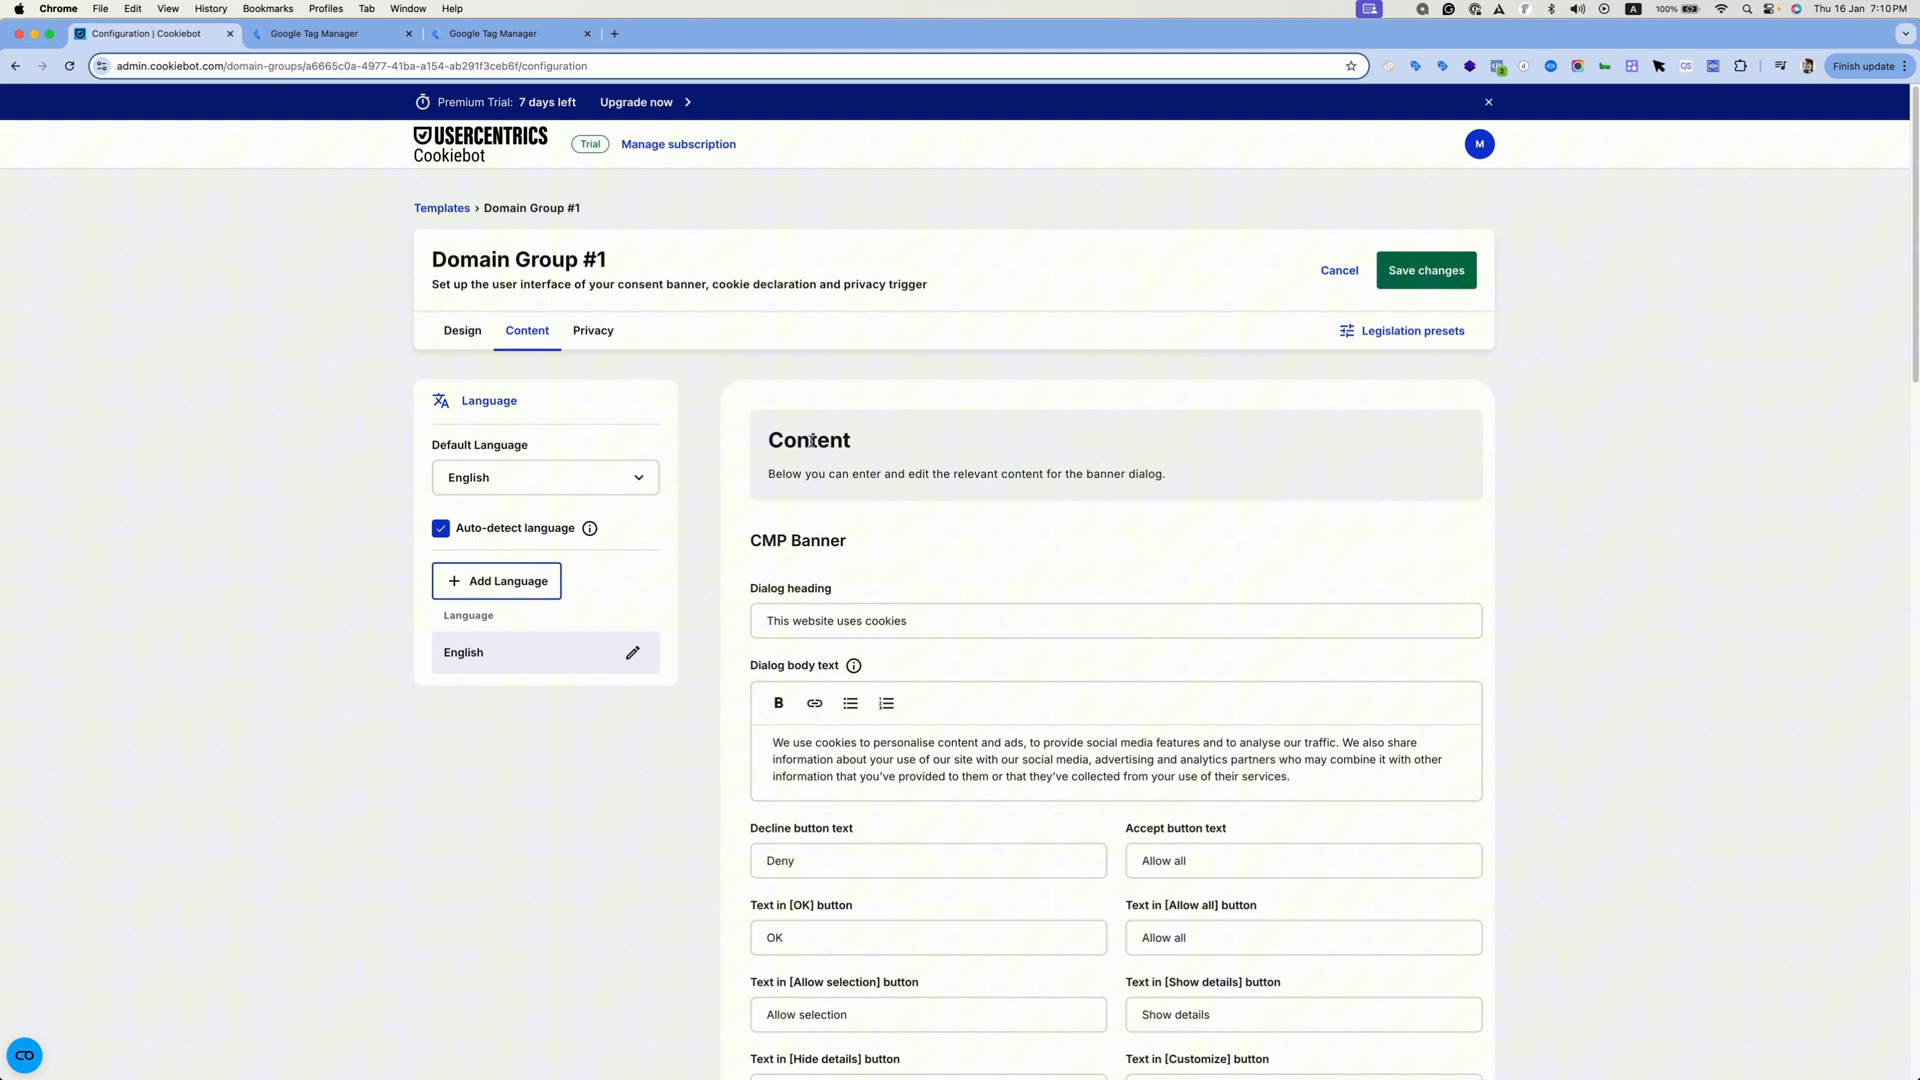 Chrome File Edit View History Bookmarks Profiles Tab Window Help
A 100% Thu 16 Jan 7:10PM
Configuration | Cookiebot Google Tag Manager Google Tag Manager
admin.cookiebot.com/domain-groups/a6665c0a-4977-41ba-a154-ab291f3ceb6f/configuration
Finish update
Premium Trial: 7 days left Upgrade now
USERCENTRICS
Cookiebot
Trial Manage subscription
M
Templates › Domain Group #1
Domain Group #1
Set up the user interface of your consent banner, cookie declaration and privacy trigger
Cancel Save changes
Design Content Privacy Legislation presets
Language
Default Language
English
Auto-detect language
+ Add Language
Language
English
Content
Below you can enter and edit the relevant content for the banner dialog.
CMP Banner
Dialog heading
This website uses cookies
Dialog body text
B
We use cookies to personalise content and ads, to provide social media features and to analyse our traffic. We also share
information about your use of our site with our social media, advertising and analytics partners who may combine it with other
information that you've provided to them or that they've collected from your use of their services.
Decline button text Accept button text
Deny Allow all
Text in [OK] button Text in [Allow all] button
OK Allow all
Text in [Allow selection] button Text in [Show details] button
Allow selection Show details
Text in [Hide details] button Text in [Customize] button